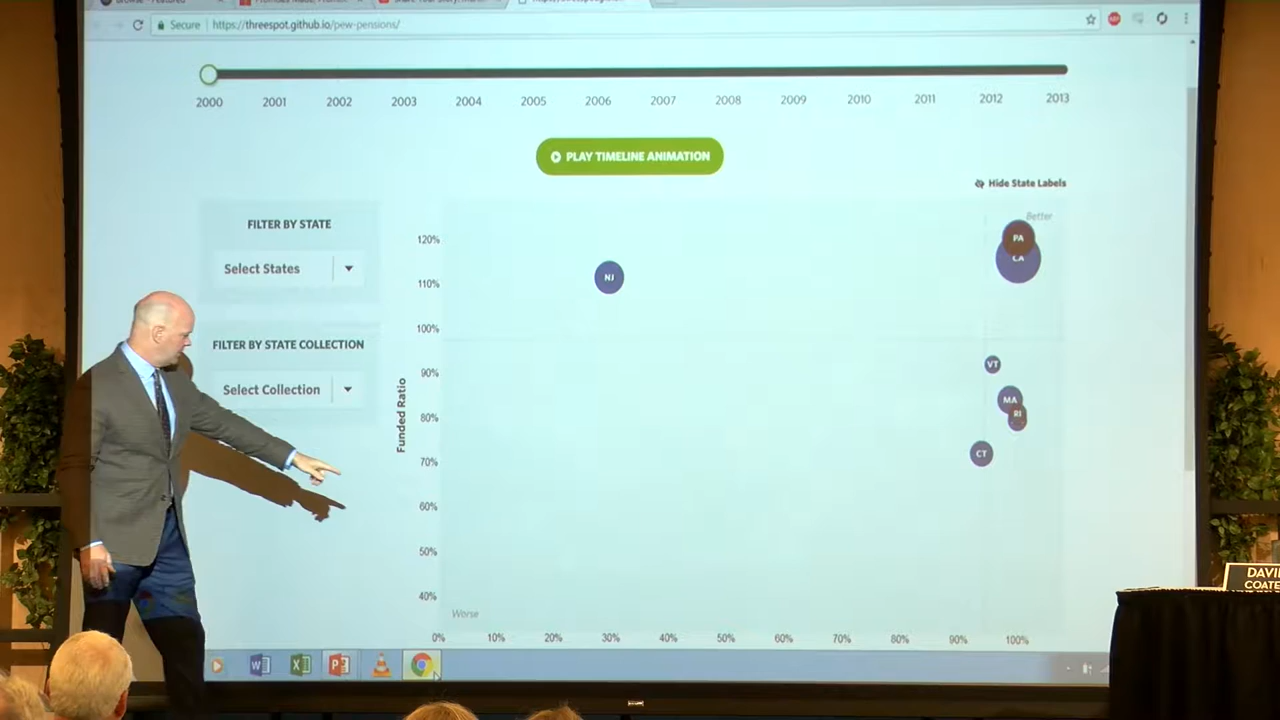 Secure
https://threespot.github.io/pew-pensions/
2000 2001 2002 2003 2004 2005 2006 2007 2008 2009 2010 2011 2012 2013
PLAY TIMELINE ANIMATION
Hide State Labels
FILTER BY STATE
Select States
FILTER BY STATE COLLECTION
Select Collection
Funded Ratio
120%
110%
100%
90%
80%
70%
60%
50%
40%
Better
PA
CA
NJ
VT
MA
RI
CT
Worse
0% 10% 20% 30% 40% 50% 60% 70% 80% 90% 100%
W X P
DAVI
COATE